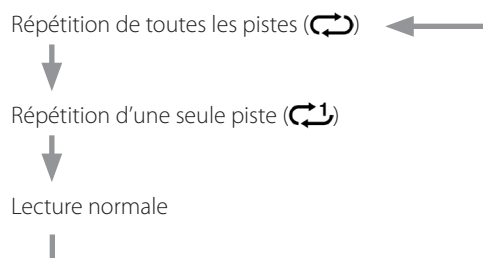 Répétition de toutes les pistes (🔁)
Répétition d’une seule piste (🔂)
Lecture normale